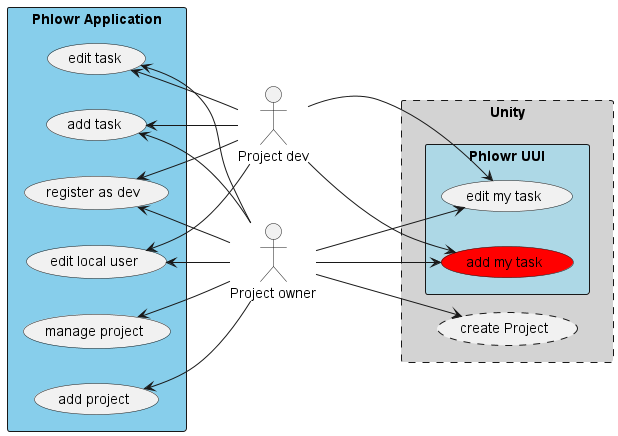 Phlowr Application
edit task
add task
register as dev
edit local user
manage project
add project
Project dev
Project owner
Unity
Phlowr UUI
edit my task
add my task
create Project